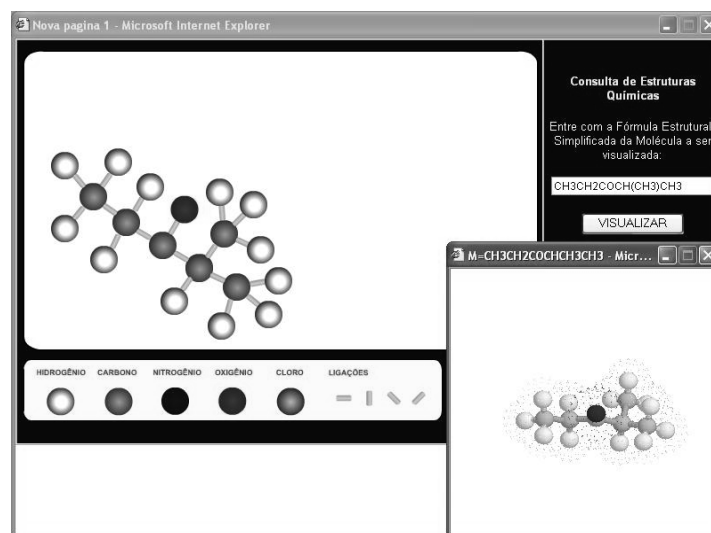 Nova pagina 1 - Microsoft Internet Explorer
Consulta de Estruturas
Químicas
Entre com a Fórmula Estrutural
Simplificada da Molécula a ser
visualizada:
CH3CH2COCH(CH3)CH3
VISUALIZAR
M=CH3CH2COCHCH3CH3 - Micr...
HIDROGÊNIO CARBONO NITROGÊNIO OXIGÊNIO CLORO LIGAÇÕES